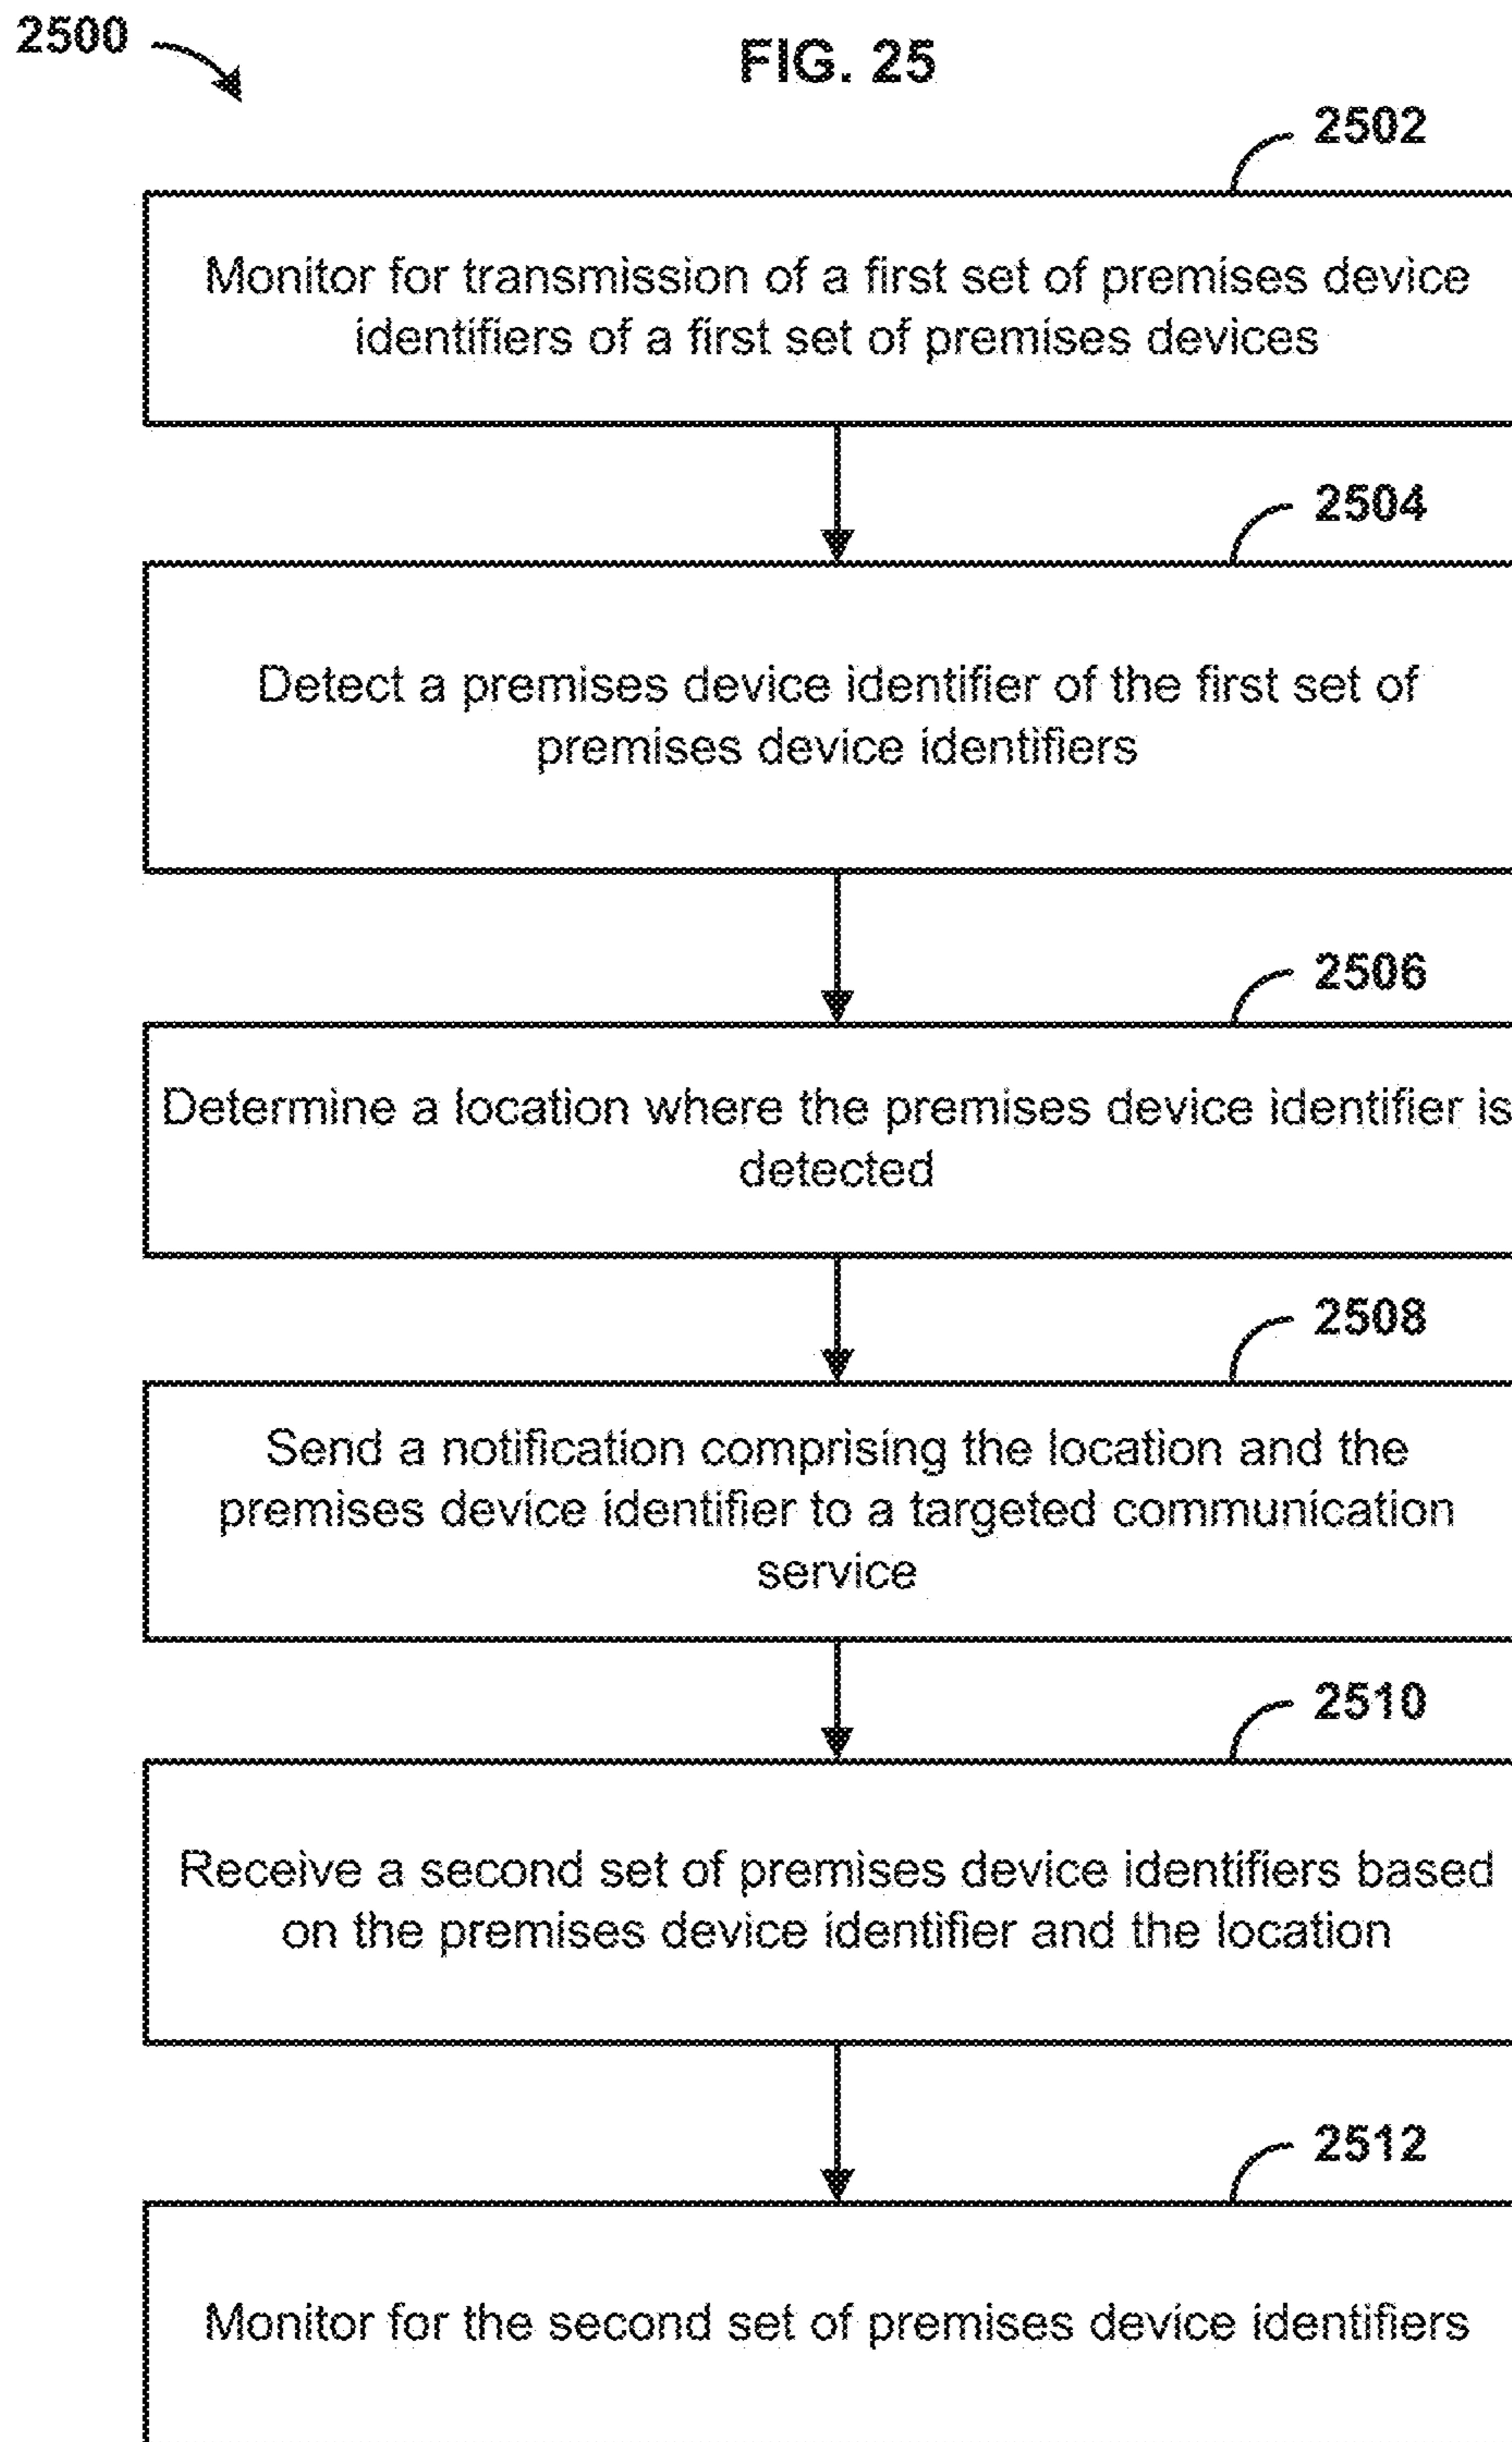 2500
FIG. 25
2502
Monitor for transmission of a first set of premises device
identifiers of a first set of premises devices
2504
Detect a premises device identifier of the first set of
premises device identifiers
2506
Determine a location where the premises device identifier is
detected
2508
Send a notification comprising the location and the
premises device identifier to a targeted communication
service
2510
Receive a second set of premises device identifiers based
on the premises device identifier and the location
2512
Monitor for the second set of premises device identifiers